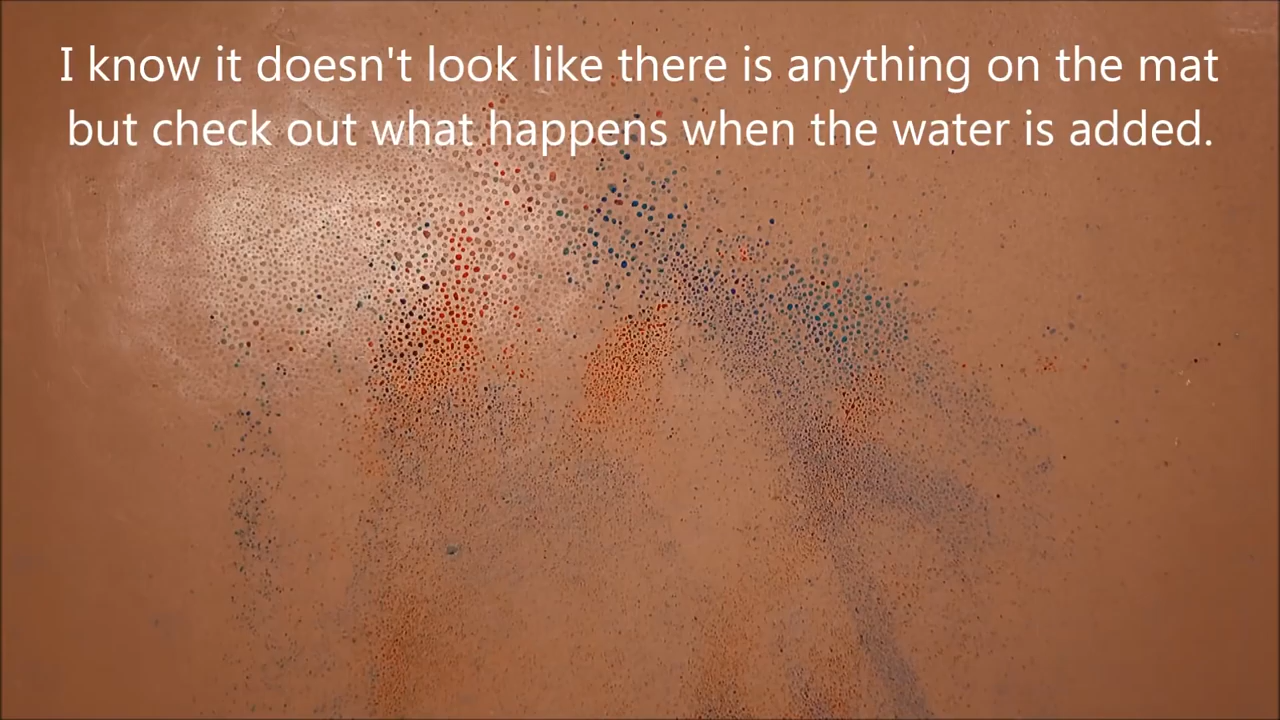 I know it doesn't look like there is anything on the mat
but check out what happens when the water is added.